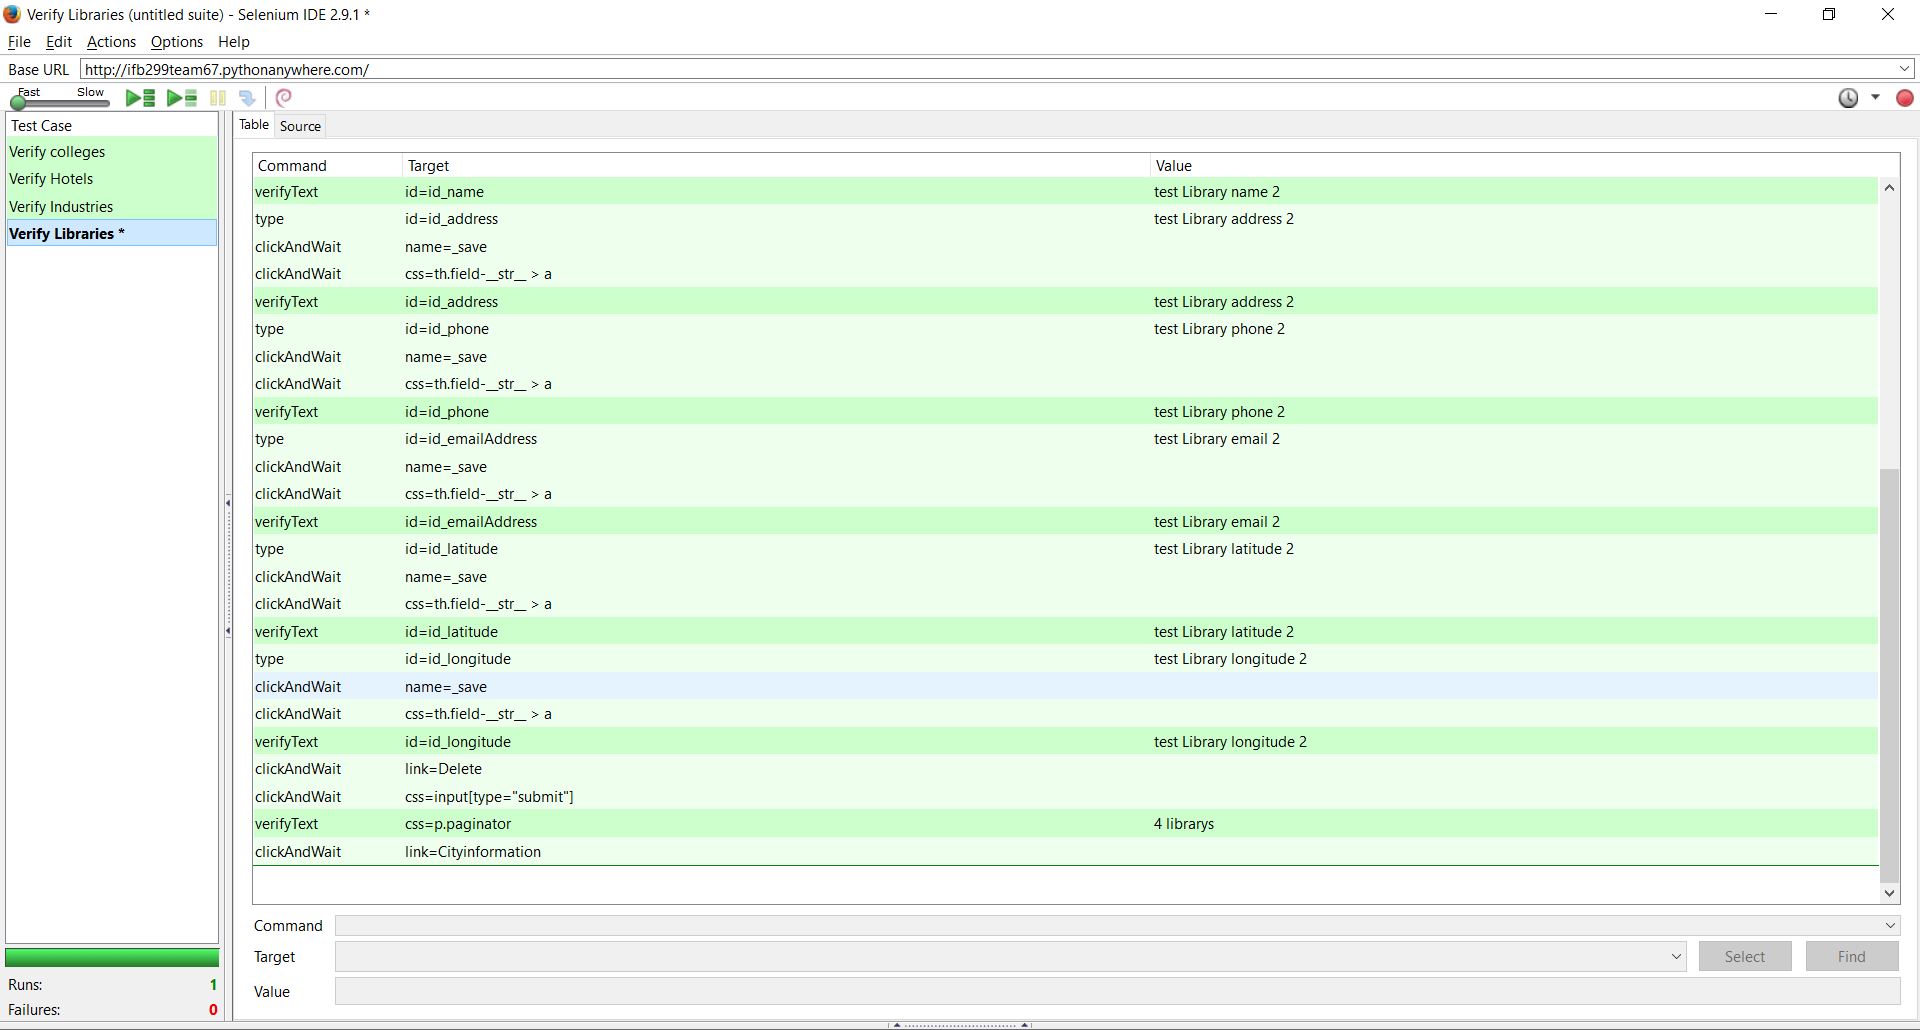 Verify Libraries (untitled suite) - Selenium IDE 2.9.1 *
File Edit Actions Options Help
Base URL http://ifb299team67.pythonanywhere.com/
Fast Slow
Test Case
Verify colleges
Verify Hotels
Verify Industries
Verify Libraries *
Table Source
Command Target Value
verifyText id=id_name test Library name 2
type id=id_address test Library address 2
clickAndWait name=_save
clickAndWait css=th.field-__str__ > a
verifyText id=id_address test Library address 2
type id=id_phone test Library phone 2
clickAndWait name=_save
clickAndWait css=th.field-__str__ > a
verifyText id=id_phone test Library phone 2
type id=id_emailAddress test Library email 2
clickAndWait name=_save
clickAndWait css=th.field-__str__ > a
verifyText id=id_emailAddress test Library email 2
type id=id_latitude test Library latitude 2
clickAndWait name=_save
clickAndWait css=th.field-__str__ > a
verifyText id=id_latitude test Library latitude 2
type id=id_longitude test Library longitude 2
clickAndWait name=_save
clickAndWait css=th.field-__str__ > a
verifyText id=id_longitude test Library longitude 2
clickAndWait link=Delete
clickAndWait css=input[type="submit"]
verifyText css=p.paginator 4 librarys
clickAndWait link=Cityinformation
Command
Target Select Find
Value
Runs: 1
Failures: 0